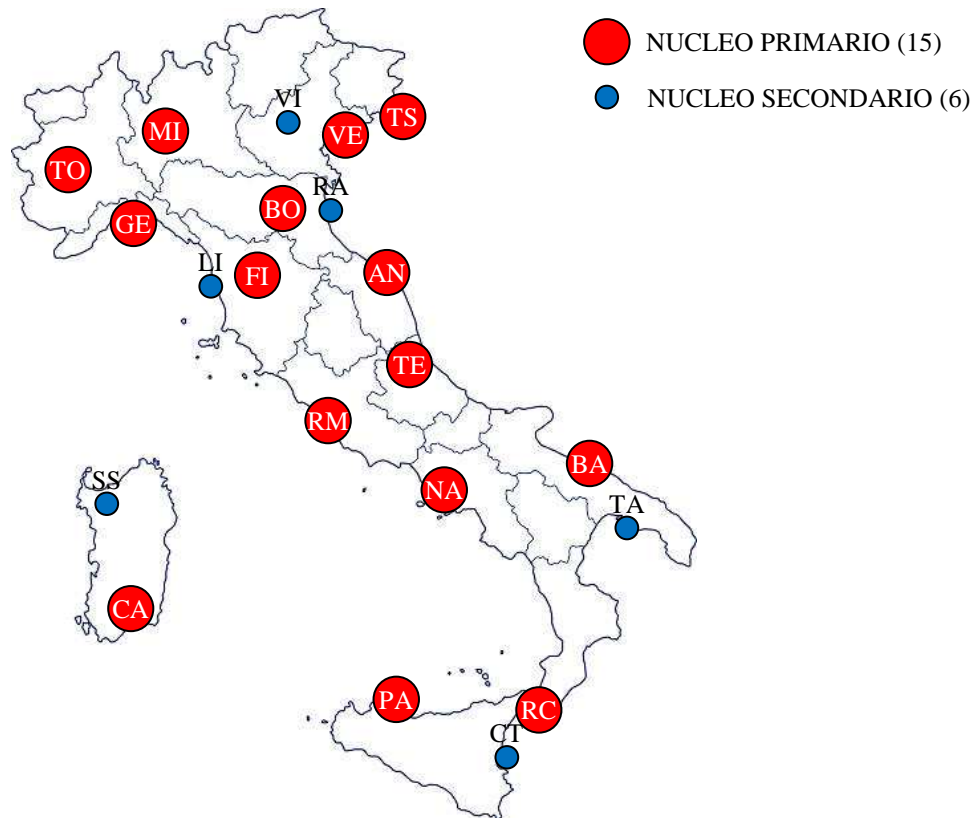 NUCLEO PRIMARIO (15)
NUCLEO SECONDARIO (6)
VI
TS
MI
VE
TO
RA
BO
GE
LI
FI
AN
TE
RM
BA
SS
NA
TA
CA
PA
RC
CT